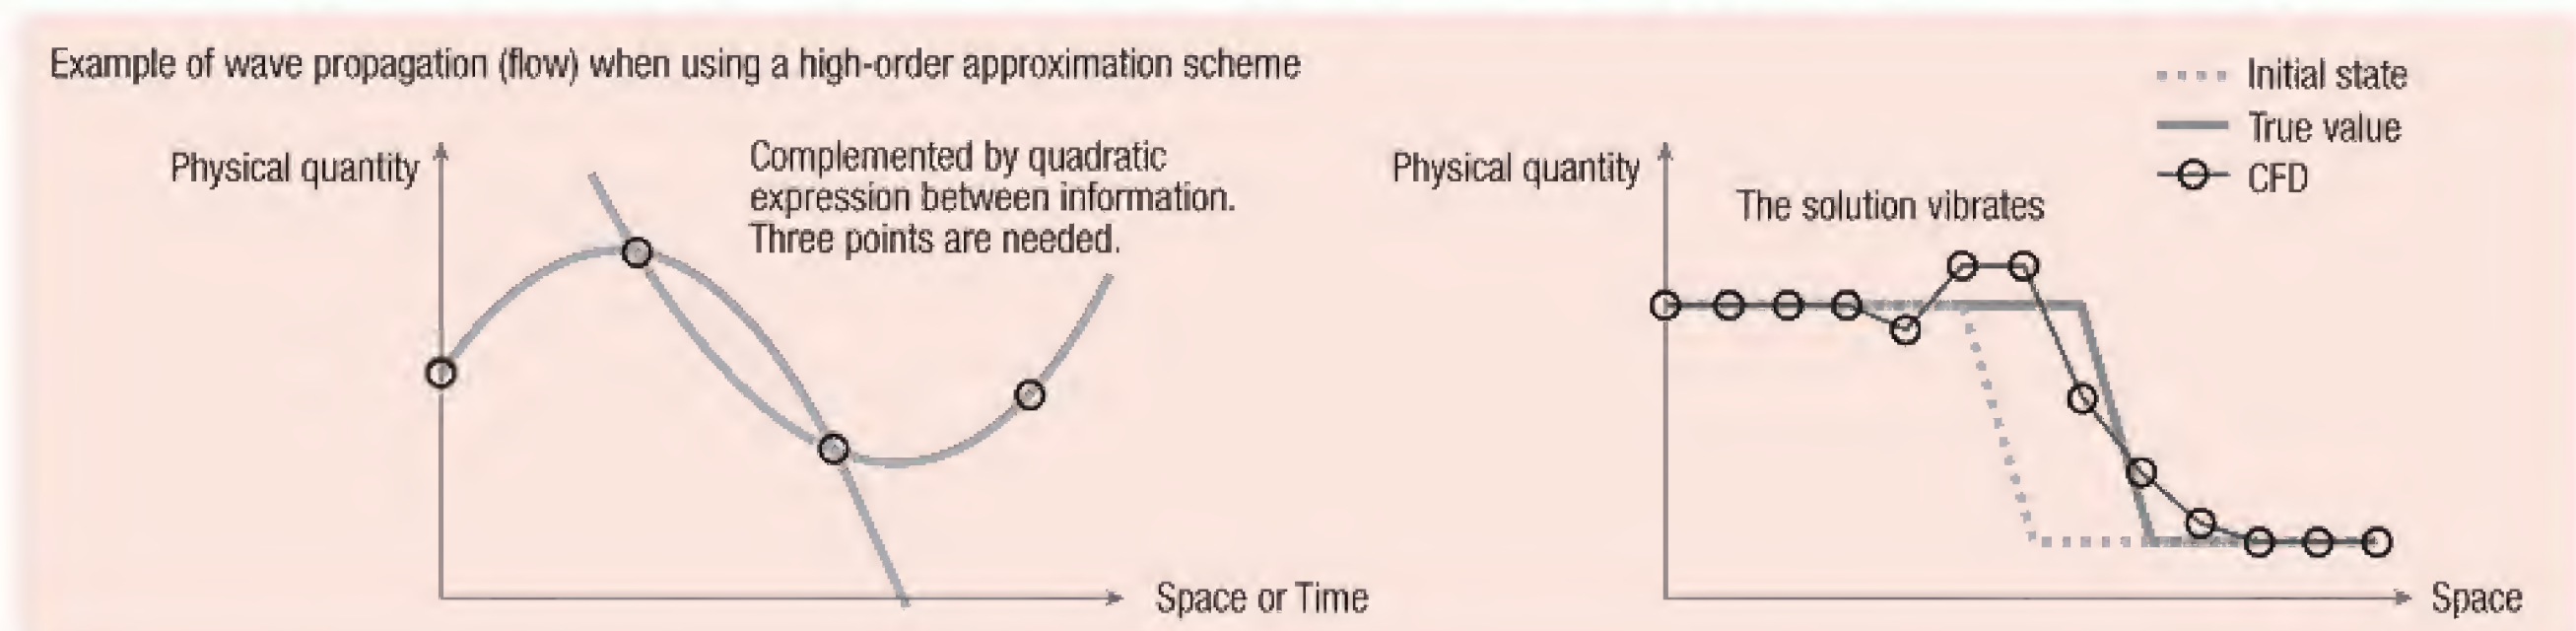 Example of wave propagation (flow) when using a high-order approximation scheme
Physical quantity
Complemented by quadratic
expression between information.
Three points are needed.
Space or Time
Initial state
True value
CFD
Physical quantity
The solution vibrates
Space